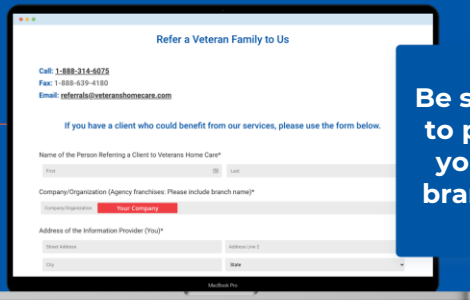 Refer a Veteran Family to Us
Call: 1-888-314-6075
Fax: 1-888-639-4180
Email: referrals@veteranshomecare.com
If you have a client who could benefit from our services, please use the form below.
Name of the Person Referring a Client to Veterans Home Care*
First Last
Company/Organization (Agency franchises: Please include branch name)*
Company/Organization Your Company
Address of the Information Provider (You)*
Street Address Address Line 2
City State
MacBook Pro
Be s
to p
yo
bran